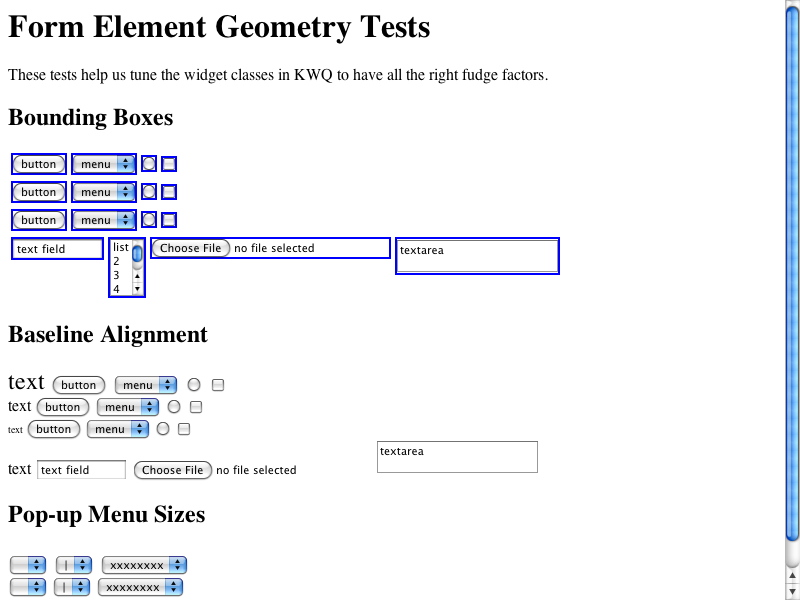 Form Element Geometry Tests
These tests help us tune the widget classes in KWQ to have all the right fudge factors.
Bounding Boxes
button menu
button menu
button menu
text field list Choose File no file selected textarea
2
3
4
Baseline Alignment
text button menu
text button menu
text button menu
textarea
text text field Choose File no file selected
Pop-up Menu Sizes
| xxxxxxxx
| xxxxxxxx